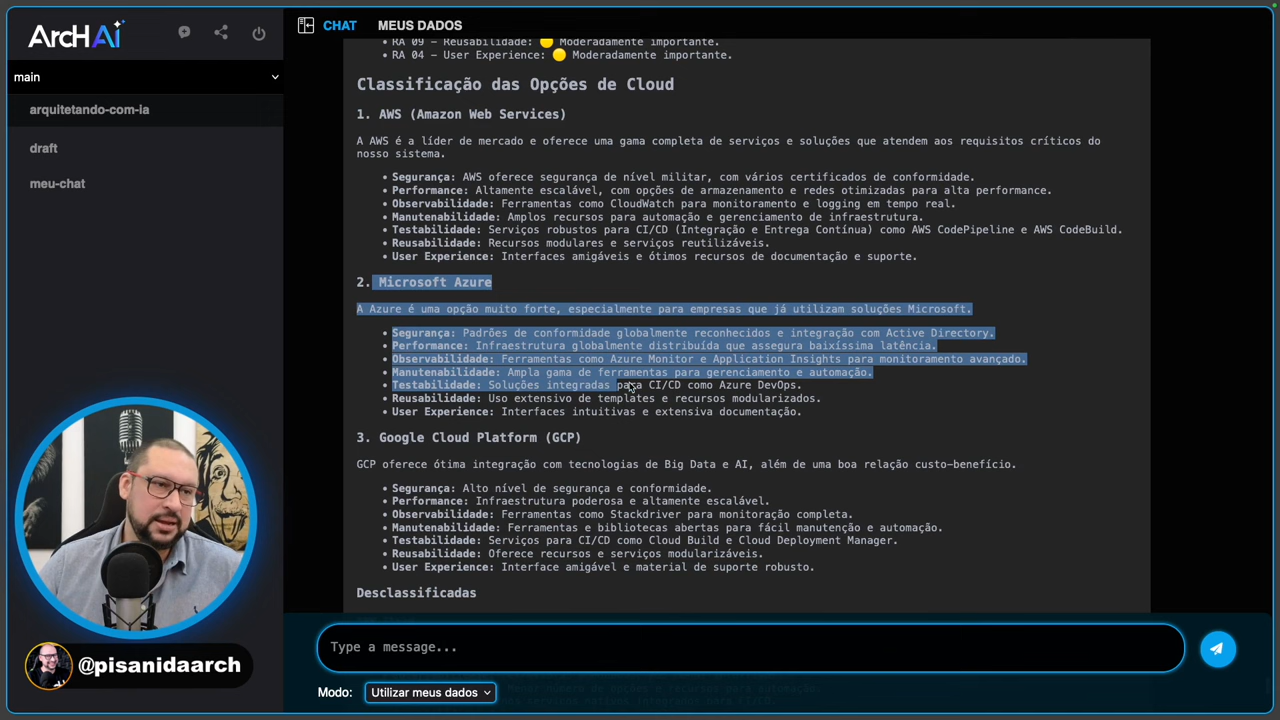 ArcH Ai
CHAT
MEUS DADOS
main
arquitetando-com-ia
draft
meu-chat
• RA 09 – Reusabilidade: 🟡 Moderadamente importante.
• RA 04 – User Experience: 🟡 Moderadamente importante.
Classificação das Opções de Cloud
1. AWS (Amazon Web Services)
A AWS é a líder de mercado e oferece uma gama completa de serviços e soluções que atendem aos requisitos críticos do
nosso sistema.
• Segurança: AWS oferece segurança de nível militar, com vários certificados de conformidade.
• Performance: Altamente escalável, com opções de armazenamento e redes otimizadas para alta performance.
• Observabilidade: Ferramentas como CloudWatch para monitoramento e logging em tempo real.
• Manutenibilidade: Amplos recursos para automação e gerenciamento de infraestrutura.
• Testabilidade: Serviços robustos para CI/CD (Integração e Entrega Contínua) como AWS CodePipeline e AWS CodeBuild.
• Reusabilidade: Recursos modulares e serviços reutilizáveis.
• User Experience: Interfaces amigáveis e ótimos recursos de documentação e suporte.
2. Microsoft Azure
A Azure é uma opção muito forte, especialmente para empresas que já utilizam soluções Microsoft.
• Segurança: Padrões de conformidade globalmente reconhecidos e integração com Active Directory.
• Performance: Infraestrutura globalmente distribuída que assegura baixíssima latência.
• Observabilidade: Ferramentas como Azure Monitor e Application Insights para monitoramento avançado.
• Manutenibilidade: Ampla gama de ferramentas para gerenciamento e automação.
• Testabilidade: Soluções integradas para CI/CD como Azure DevOps.
• Reusabilidade: Uso extensivo de templates e recursos modularizados.
• User Experience: Interfaces intuitivas e extensiva documentação.
3. Google Cloud Platform (GCP)
GCP oferece ótima integração com tecnologias de Big Data e AI, além de uma boa relação custo-benefício.
• Segurança: Alto nível de segurança e conformidade.
• Performance: Infraestrutura poderosa e altamente escalável.
• Observabilidade: Ferramentas como Stackdriver para monitoração completa.
• Manutenibilidade: Ferramentas e bibliotecas abertas para fácil manutenção e automação.
• Testabilidade: Serviços para CI/CD como Cloud Build e Cloud Deployment Manager.
• Reusabilidade: Oferece recursos e serviços modularizáveis.
• User Experience: Interface amigável e material de suporte robusto.
Desclassificadas
Type a message...
Modo: Utilizar meus dados
@pisanidaarch